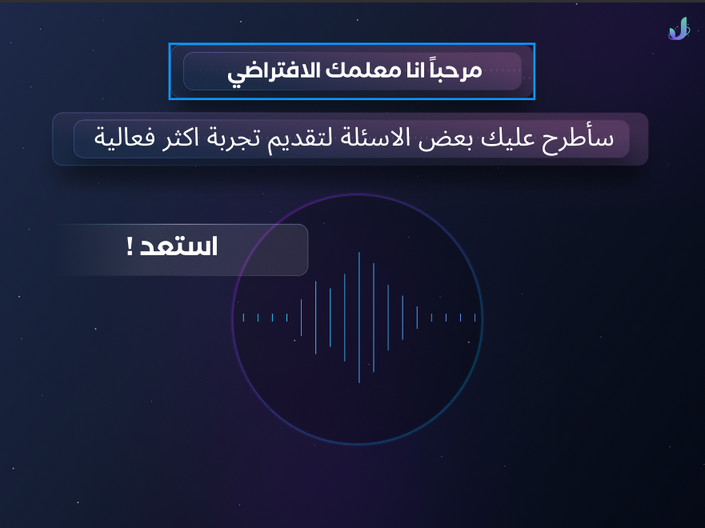 مرحباً انا معلمك الافتراضي
سأطرح عليك بعض الاسئلة لتقديم تجربة اكثر فعالية
استعد !